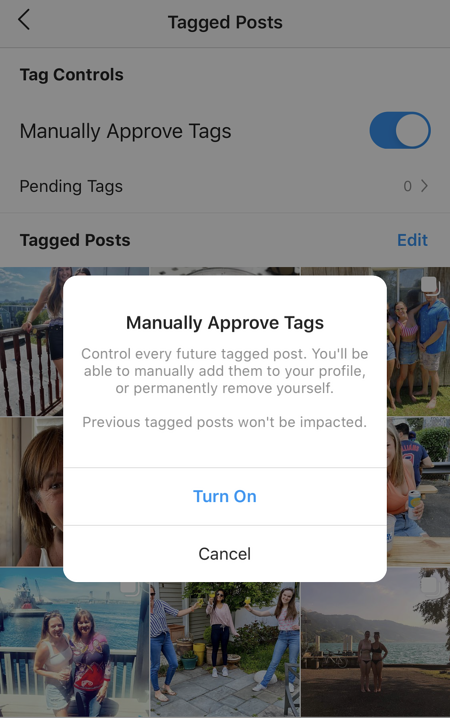 Tagged Posts
Tag Controls
Manually Approve Tags
Pending Tags 0
Tagged Posts Edit
Manually Approve Tags
Control every future tagged post. You'll be
able to manually add them to your profile,
or permanently remove yourself.
Previous tagged posts won't be impacted.
Turn On
Cancel